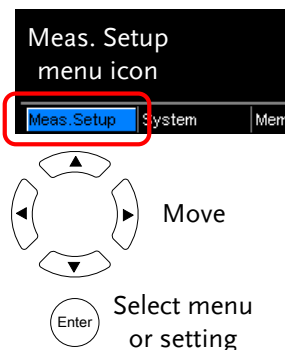 Meas. Setup
menu icon
Meas.Setup System Mem
Move
Enter
Select menu
or setting